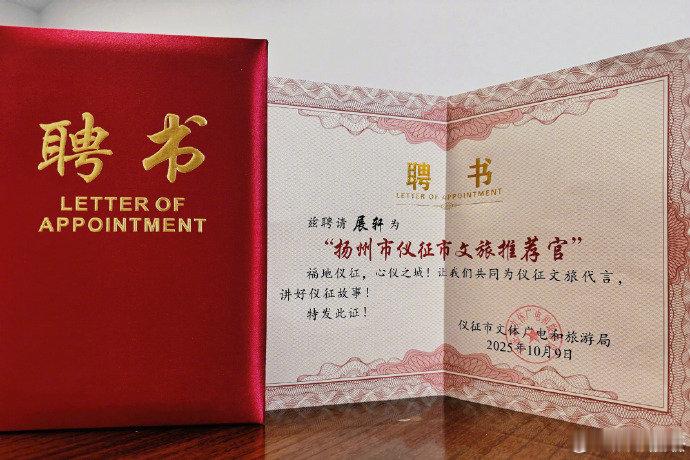 聘书
LETTER OF
APPOINTMENT
聘书
LETTER OF APPOINTMENT
兹聘请 展轩 为
“扬州市仪征市文旅推荐官”
福地仪征，心仪之城！让我们共同为仪征文旅代言，
讲好仪征故事！
特发此证！
仪征市文体广电和旅游局
2025年10月9日